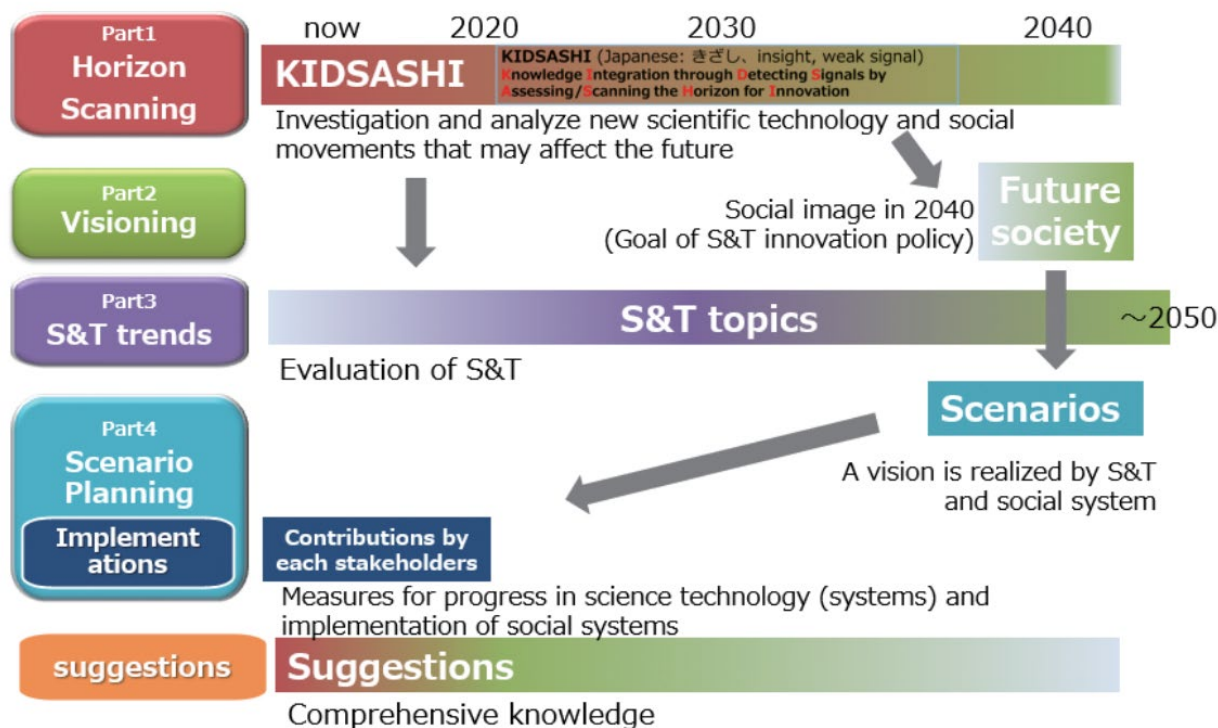 now 2020 2030 2040
Part1
Horizon
Scanning
KIDSASHI
KIDSASHI (Japanese: きざし、insight, weak signal)
Knowledge Integration through Detecting Signals by
Assessing/Scanning the Horizon for Innovation
Investigation and analyze new scientific technology and social
movements that may affect the future
Part2
Visioning
Social image in 2040
(Goal of S&T innovation policy)
Future
society
Part3
S&T trends
S&T topics
～2050
Evaluation of S&T
Part4
Scenario
Planning
Scenarios
A vision is realized by S&T
and social system
Implement
ations
Contributions by
each stakeholders
Measures for progress in science technology (systems) and
implementation of social systems
suggestions
Suggestions
Comprehensive knowledge